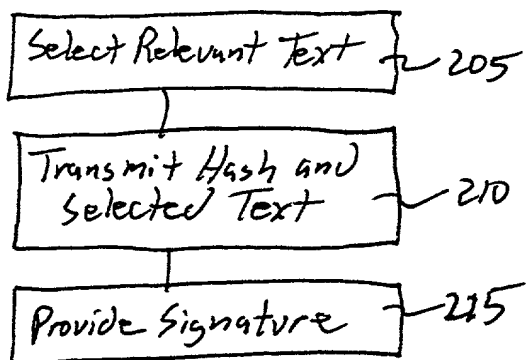 Select Relevant Text
205
Transmit Hash and
Selected Text
210
Provide Signature
215